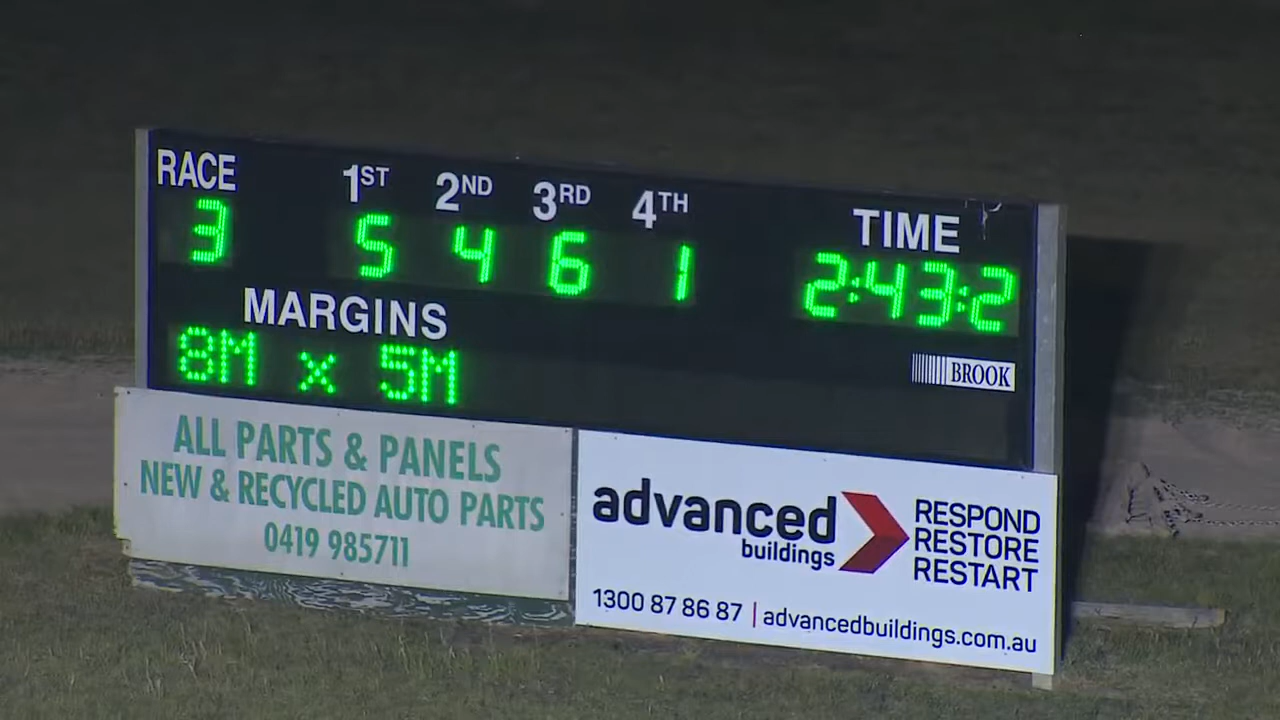 RACE 1ST 2ND 3RD 4TH TIME
3 5 4 6 1 2:43:2
MARGINS
8M x 5M
BROOK
ALL PARTS & PANELS
NEW & RECYCLED AUTO PARTS
0419 985711
advanced
buildings
RESPOND
RESTORE
RESTART
1300 87 86 87 | advancedbuildings.com.au